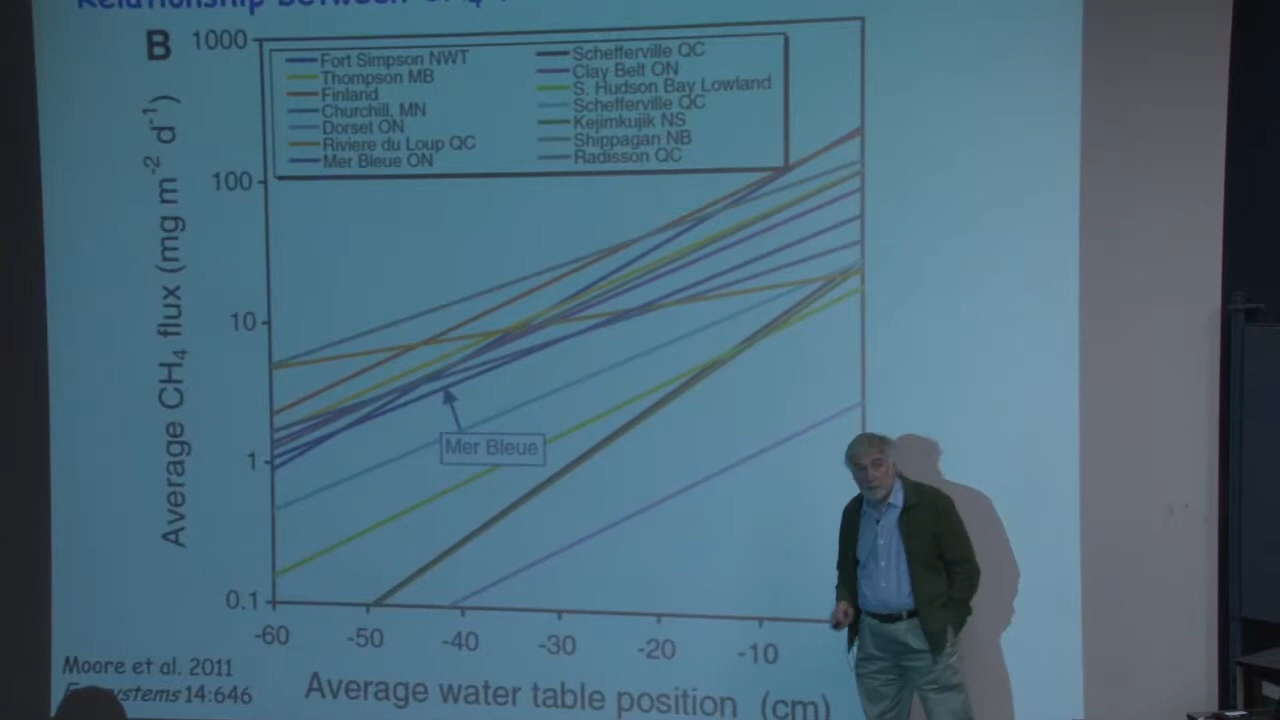 Relationship between
B
1000
100
10
1
0.1
Average CH4 flux (mg m-2 d-1)
Fort Simpson NWT
Thompson MB
Finland
Churchill, MN
Dorset ON
Riviere du Loup QC
Mer Bleue ON
Schefferville QC
Clay Belt ON
S. Hudson Bay Lowland
Schefferville QC
Kejimkujik NS
Shippagan NB
Radisson QC
Mer Bleue
-60 -50 -40 -30 -20 -10
Average water table position (cm)
Moore et al. 2011
14:646